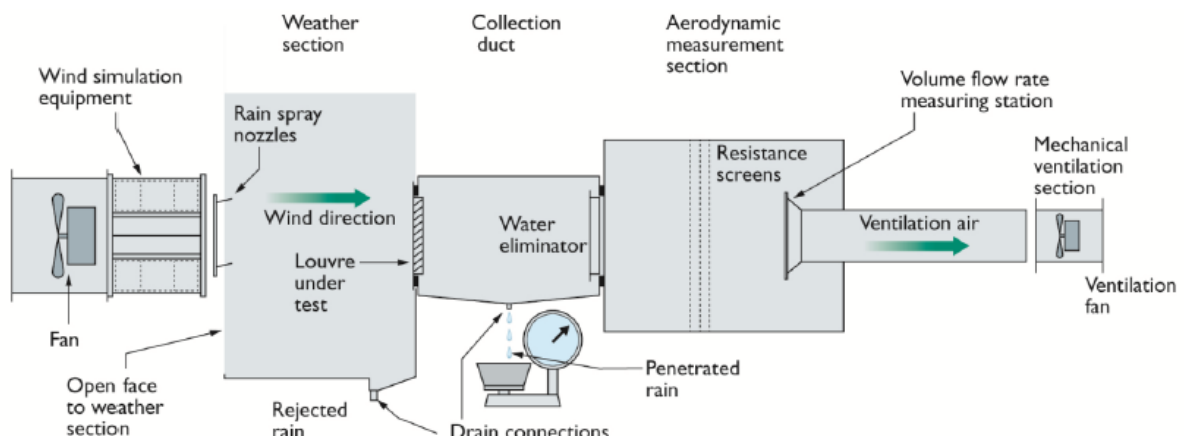 Weather
section
Collection
duct
Aerodynamic
measurement
section
Wind simulation
equipment
Rain spray
nozzles
Volume flow rate
measuring station
Mechanical
ventilation
section
Resistance
screens
Wind direction
Water
eliminator
Ventilation air
Louvre
under
test
Ventilation
fan
Fan
Penetrated
rain
Open face
to weather
section
Rejected
rain
Drain connections